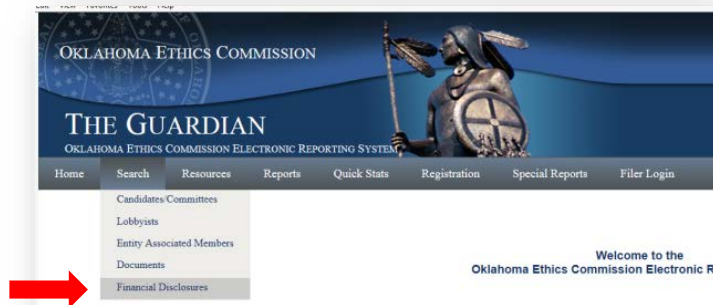 OKLAHOMA ETHICS COMMISSION
THE GUARDIAN
OKLAHOMA ETHICS COMMISSION ELECTRONIC REPORTING SYSTEM
Home Search Resources Reports Quick Stats Registration Special Reports Filer Login
Candidates/Committees
Lobbyists
Entity Associated Members
Documents
Financial Disclosures
Welcome to the
Oklahoma Ethics Commission Electronic R